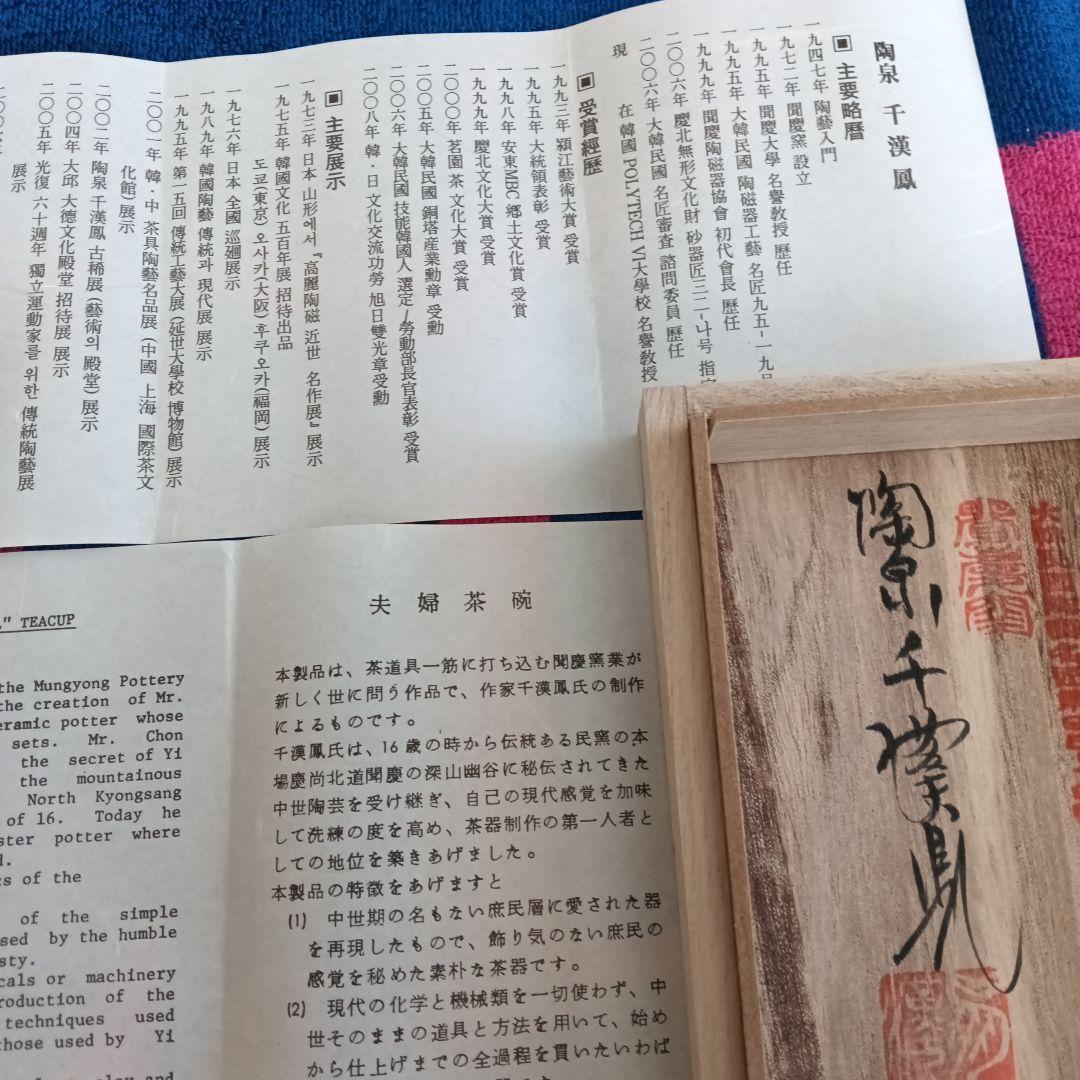 陶泉 千漢鳳
▣ 主要略曆
一九四七年 陶藝入門
一九七二年 聞慶窯 設立
一九九五年 聞慶大學 名譽教授 歷任
一九九五年 大韓民國 陶磁器工藝 名匠九五-一九
一九九九年 聞慶陶磁器協會 初代會長 歷任
二〇〇六年 慶北無形文化財 砂器匠三二-나号 指定
二〇〇六年 大韓民國 名匠審査 諮問委員 歷任
現 在 韓國 POLYTECH VI大學校 名譽教授
▣ 受賞經歷
一九九三年 潁江藝術大賞 受賞
一九九五年 大統領表彰 受賞
一九九八年 安東MBC 鄉土文化賞 受賞
一九九九年 慶北文化大賞 受賞
二〇〇〇年 茗園 茶 文化大賞 受賞
二〇〇五年 大韓民國 銅塔産業勳章 受勳
二〇〇六年 大韓民國 技能韓國人 選定/勞動部長官表彰 受賞
二〇〇八年 韓·日 文化交流功勞 旭日雙光章受勳
▣ 主要展示
一九七三年 日本 山形에서『高麗陶磁 近世 名作展』展示
一九七五年 韓國文化 五百年展 招待出品
도쿄(東京) 오사카(大阪) 후쿠오카(福岡) 展示
一九七六年 日本 全國 巡廻展示
一九八九年 韓國陶藝 傳統과 現代展 展示
一九九五年 第一五回 傳統工藝大展 (延世大學校 博物館) 展示
二〇〇一年 韓·中 茶具陶藝名品展 (中國 上海 國際茶文
化館) 展示
二〇〇二年 陶泉 千漢鳳 古稀展 (藝術의 殿堂) 展示
二〇〇四年 大邱 大德文化殿堂 招待展 展示
二〇〇五年 光復 六十週年 獨立運動家를 위한 傳統陶藝展
展示
" TEACUP
the Mungyong Pottery
the creation of Mr.
eramic potter whose
sets. Mr. Chon
the secret of Yi
the mountainous
North Kyongsang
of 16. Today he
ster potter where
d.
cs of the
of the simple
sed by the humble
sty.
cals or machinery
roduction of the
techniques used
those used by Yi
夫婦茶碗
本製品は、茶道具一筋に打ち込む聞慶窯業が
新しく世に問う作品で、作家千漢鳳氏の制作
によるものです。
千漢鳳氏は、16歳の時から伝統ある民窯の本
場慶尚北道聞慶の深山幽谷に秘伝されてきた
中世陶芸を受け継ぎ、自己の現代感覚を加味
して洗練の度を高め、茶器制作の第一人者と
しての地位を築きあげました。
本製品の特徴をあげますと
(1) 中世期の名もない庶民層に愛された器
を再現したもので、飾り気のない庶民の
感覚を秘めた素朴な茶器です。
(2) 現代の化学と機械類を一切使わず、中
世そのままの道具と方法を用いて、始め
から仕上げまでの全過程を貫いたいわば
陶泉千漢鳳